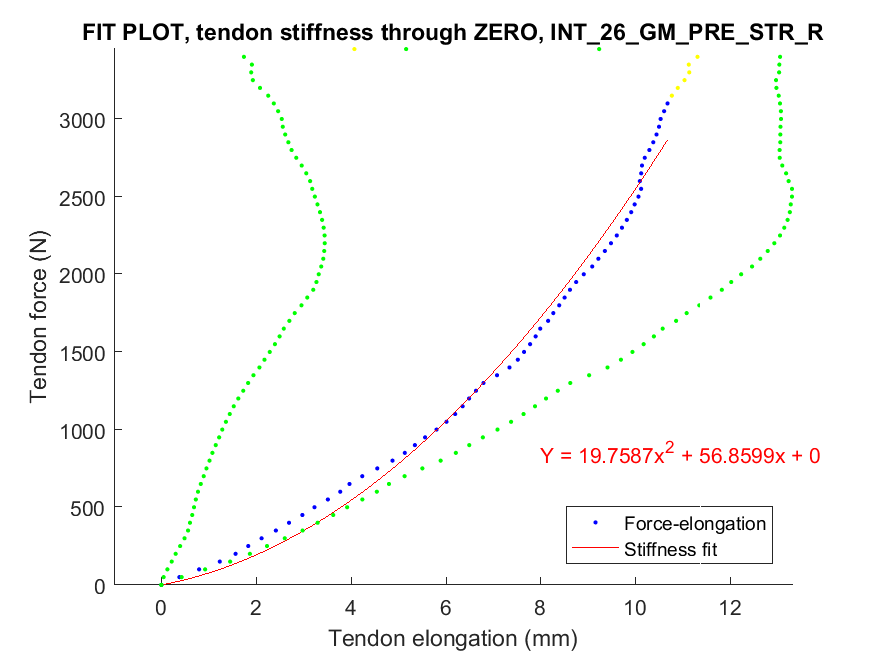 FIT PLOT, tendon stiffness through ZERO, INT_26_GM_PRE_STR_R
Tendon force (N)
3000
2500
2000
1500
1000
500
0
Y = 19.7587x² + 56.8599x + 0
Force-elongation
Stiffness fit
0 2 4 6 8 10 12
Tendon elongation (mm)